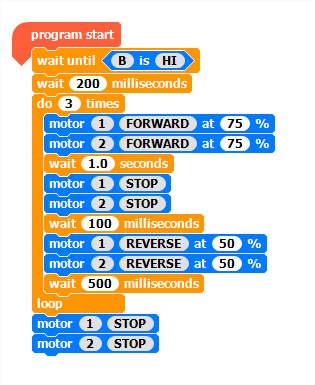 program start
wait until B is HI
wait 200 milliseconds
do 3 times
motor 1 FORWARD at 75 %
motor 2 FORWARD at 75 %
wait 1.0 seconds
motor 1 STOP
motor 2 STOP
wait 100 milliseconds
motor 1 REVERSE at 50 %
motor 2 REVERSE at 50 %
wait 500 milliseconds
loop
motor 1 STOP
motor 2 STOP